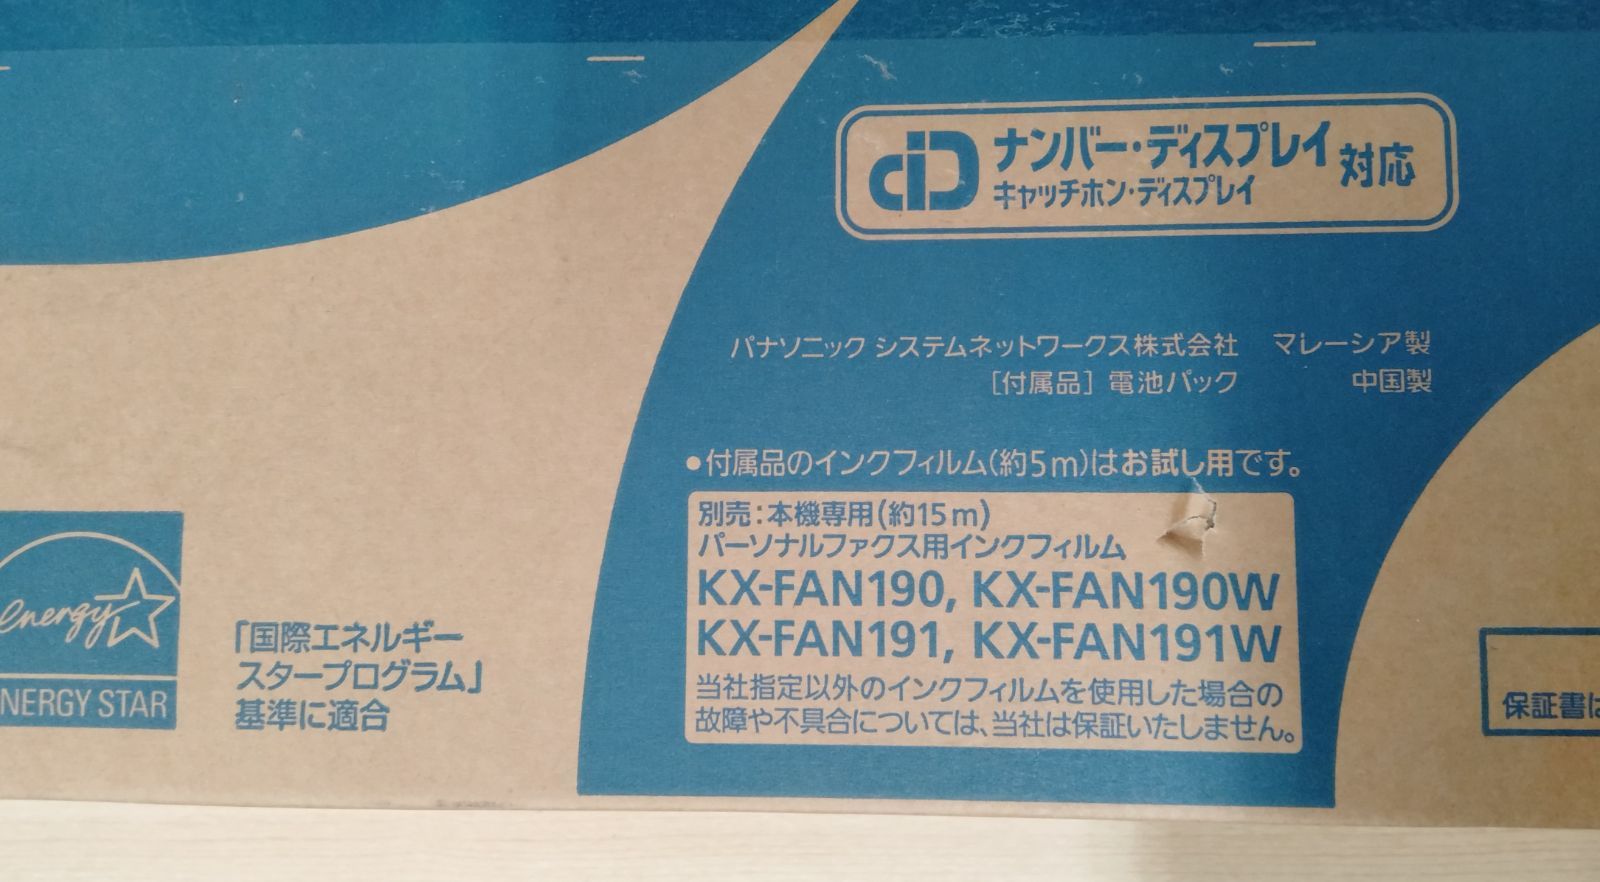 ナンバー・ディスプレイ 対応
キャッチホン・ディスプレイ
パナソニック システムネットワークス株式会社 マレーシア製
[付属品] 電池パック 中国製
●付属品のインクフィルム(約5m)はお試し用です。
別売:本機専用(約15m)
パーソナルファクス用インクフィルム
KX-FAN190, KX-FAN190W
KX-FAN191, KX-FAN191W
当社指定以外のインクフィルムを使用した場合の
故障や不具合については、当社は保証いたしません。
energy
NERGY STAR
「国際エネルギー
スタープログラム」
基準に適合
保証書は